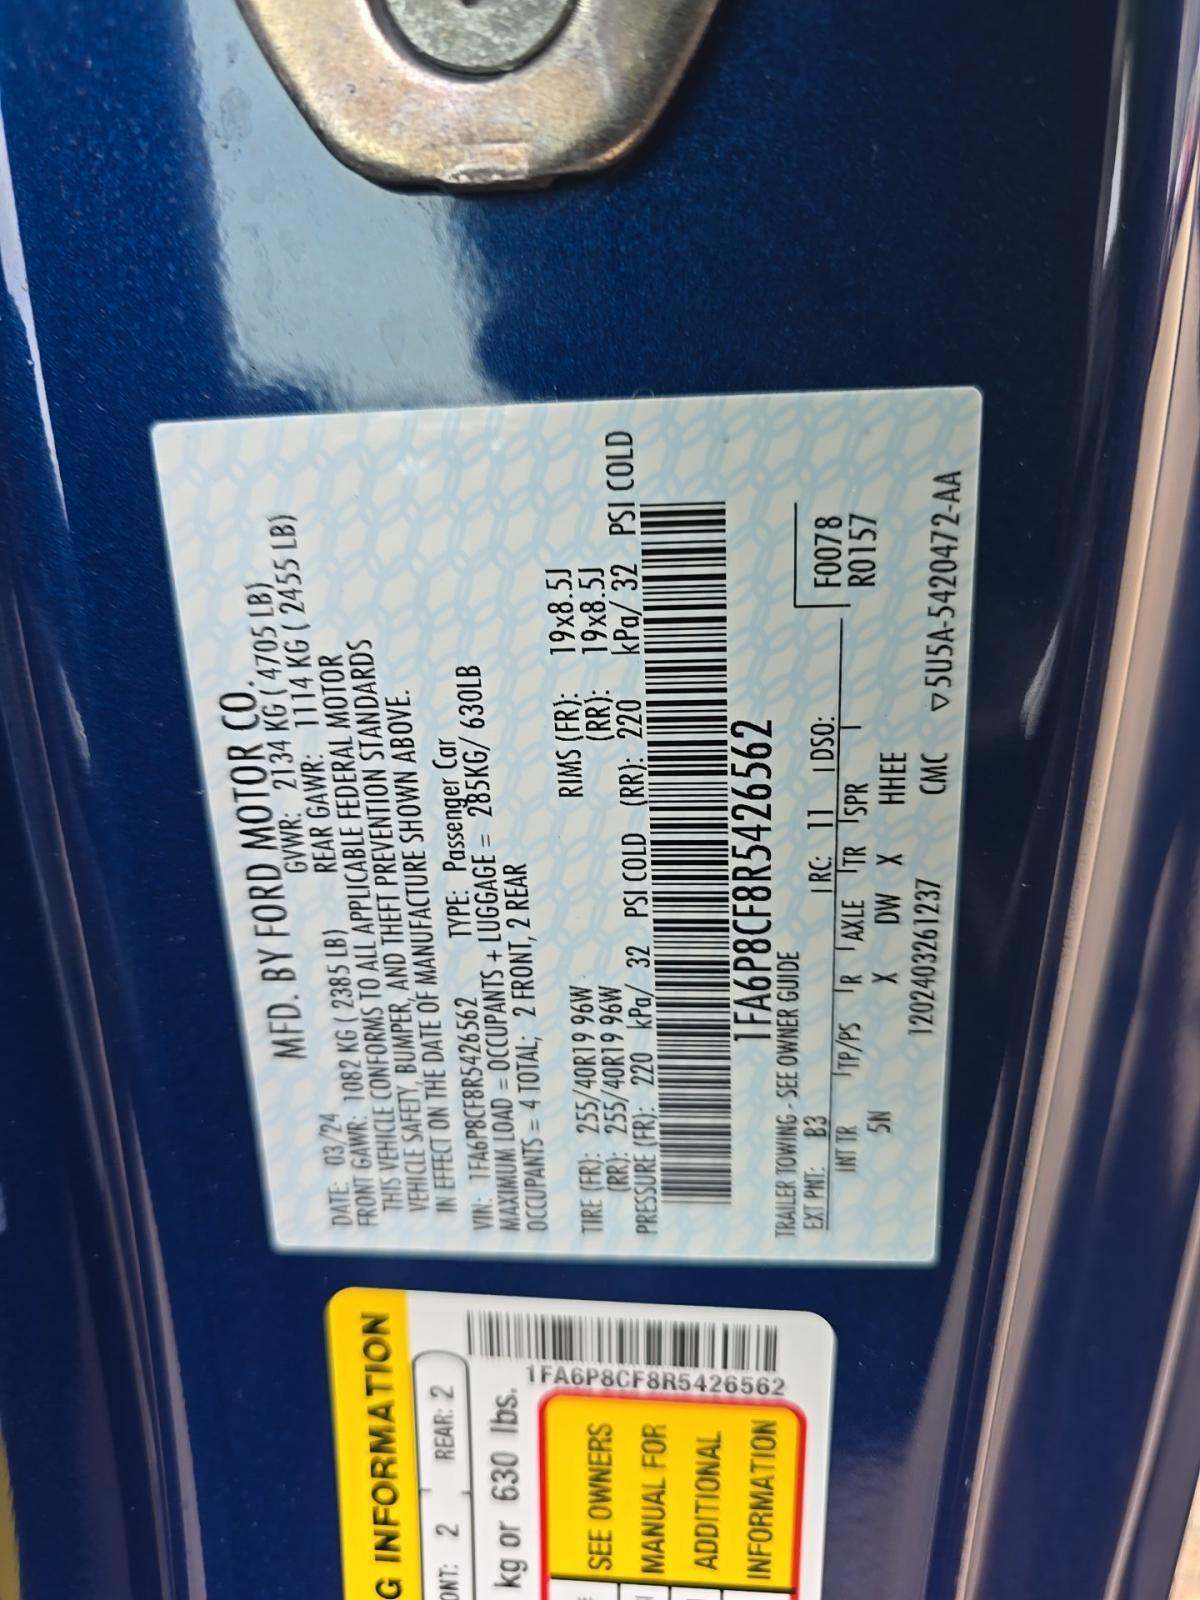 MFD. BY FORD MOTOR CO.
DATE: 03/24 GVWR: 2134 KG ( 4705 LB)
FRONT GAWR: 1082 KG ( 2385 LB) REAR GAWR: 1114 KG ( 2455 LB)
THIS VEHICLE CONFORMS TO ALL APPLICABLE FEDERAL MOTOR
VEHICLE SAFETY, BUMPER, AND THEFT PREVENTION STANDARDS
IN EFFECT ON THE DATE OF MANUFACTURE SHOWN ABOVE.
VIN: 1FA6P8CF8R5426562 TYPE: Passenger Car
MAXIMUM LOAD = OCCUPANTS + LUGGAGE = 285KG/ 630LB
OCCUPANTS = 4 TOTAL; 2 FRONT, 2 REAR
TIRE (FR): 255/40R19 96W RIMS (FR): 19x8.5J
(RR): 255/40R19 96W (RR): 19x8.5J
PRESSURE (FR): 220 kPa/ 32 PSI COLD (RR): 220 kPa/ 32 PSI COLD
1FA6P8CF8R5426562
TRAILER TOWING - SEE OWNER GUIDE
EXT PNT: B3 RC: 11 DSO: F0078
INT TR TP/PS R AXLE TR SPR R0157
5N X DW X HHEE
1202403261237 CMC ▽5U5A-5420472-AA
G INFORMATION
ONT: 2 REAR: 2
kg or 630 lbs.
1FA6P8CF8R5426562
SEE OWNERS
MANUAL FOR
ADDITIONAL
INFORMATION